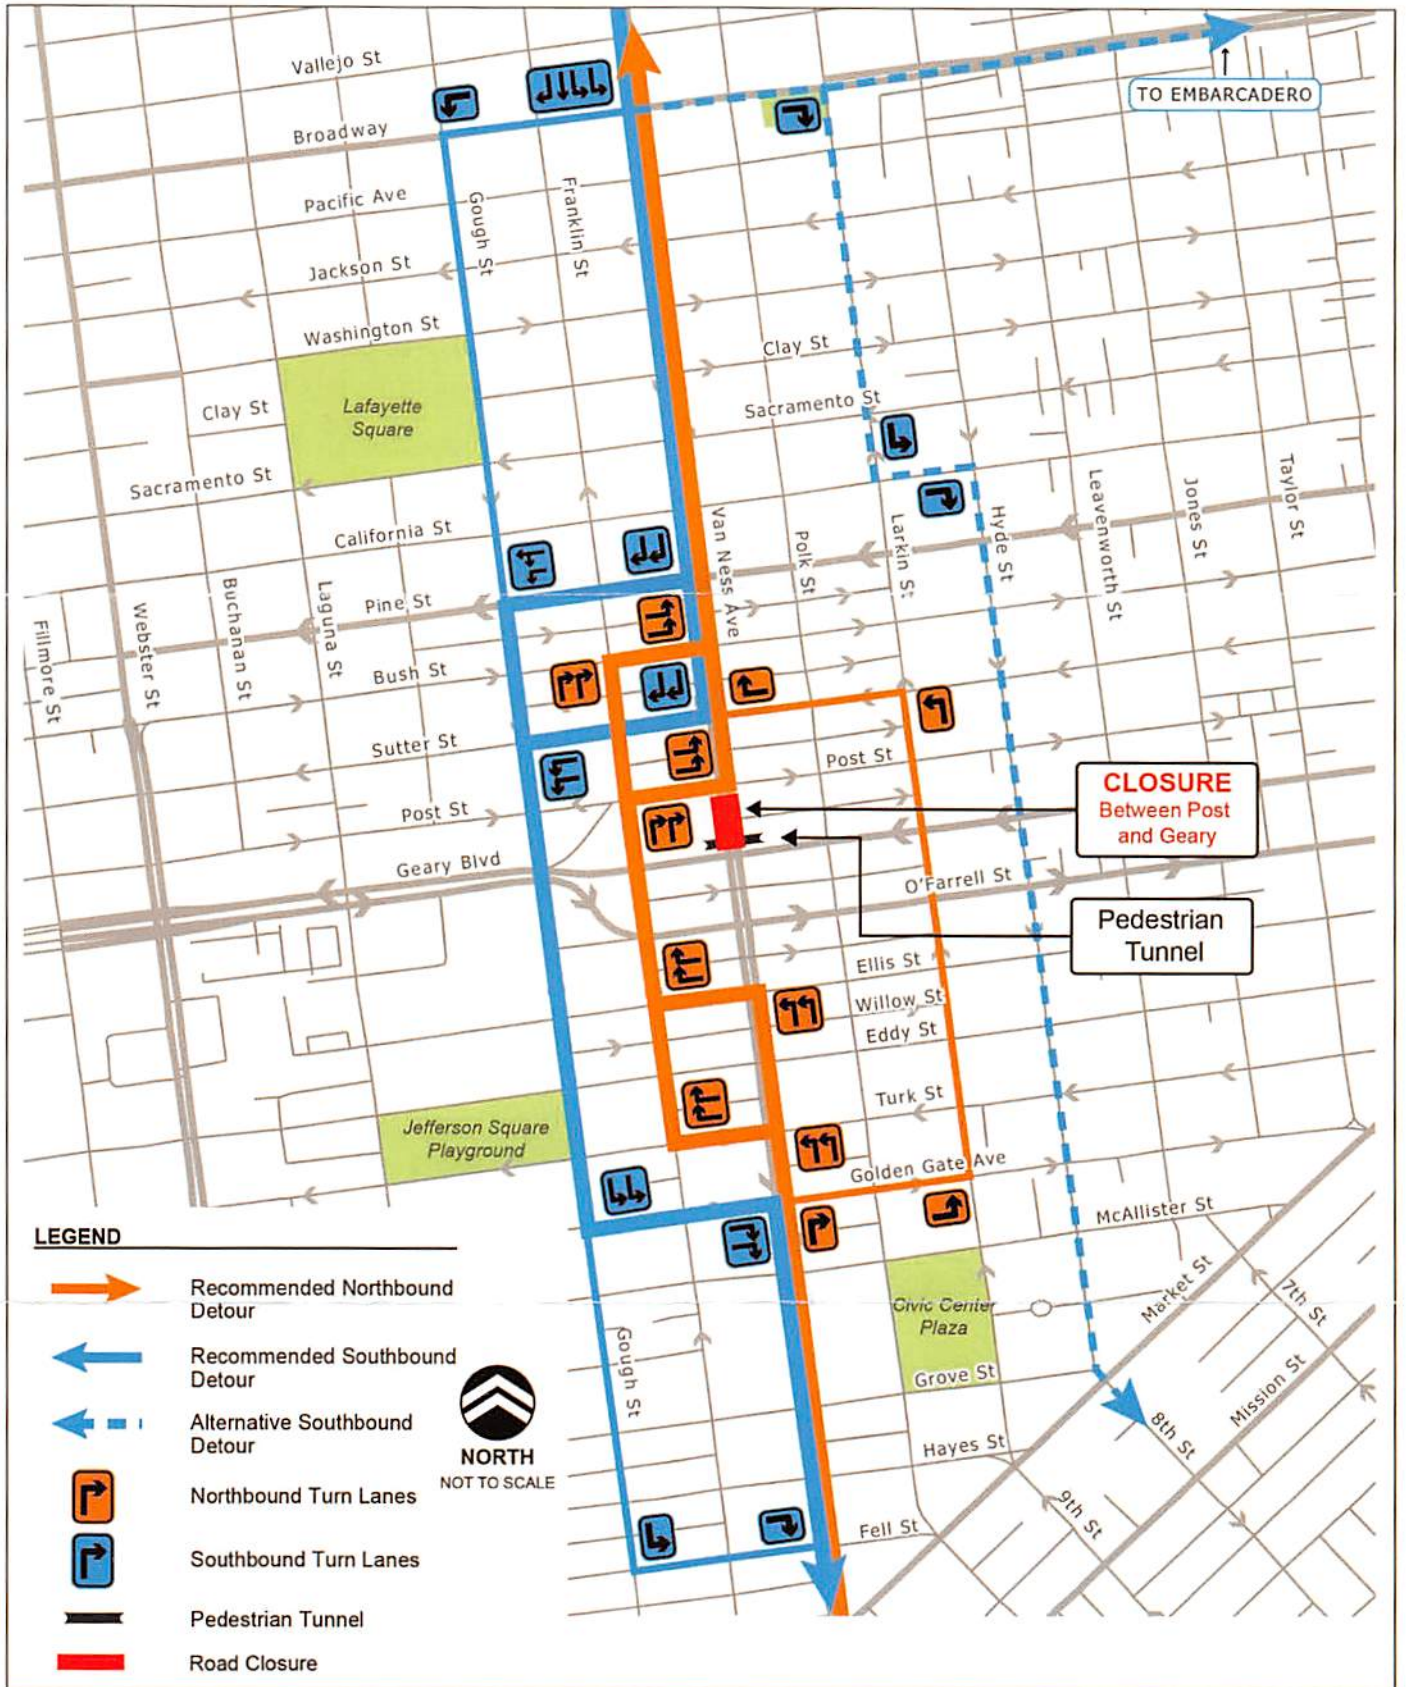 Vallejo St
Broadway
Pacific Ave
Jackson St
Washington St
Clay St
Sacramento St
California St
Pine St
Bush St
Sutter St
Post St
Geary Blvd
Gough St
Franklin St
TO EMBARCADERO
Clay St
Sacramento St
Lafayette
Square
Fillmore St
Webster St
Buchanan St
Laguna St
Van Ness Ave
Polk St
Larkin St
Hyde St
Leavenworth St
Jones St
Taylor St
Post St
CLOSURE
Between Post
and Geary
O'Farrell St
Pedestrian
Tunnel
Ellis St
Willow St
Eddy St
Turk St
Golden Gate Ave
McAllister St
Jefferson Square
Playground
Civic Center
Plaza
Grove St
Hayes St
Fell St
Gough St
Market St
Mission St
7th St
8th St
9th St
LEGEND
Recommended Northbound
Detour
Recommended Southbound
Detour
Alternative Southbound
Detour
Northbound Turn Lanes
Southbound Turn Lanes
Pedestrian Tunnel
Road Closure
NORTH
NOT TO SCALE